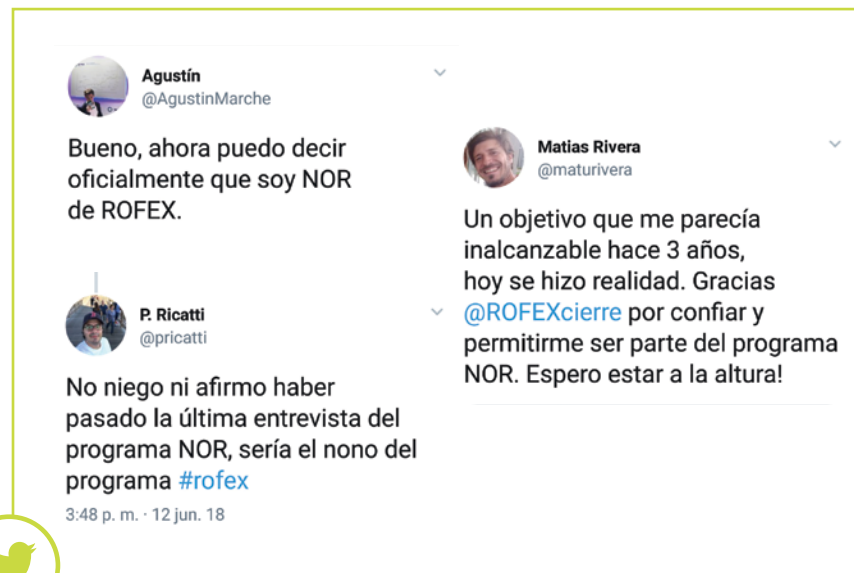 Agustín
@AgustinMarche
Bueno, ahora puedo decir
oficialmente que soy NOR
de ROFEX.
P. Ricatti
@pricatti
No niego ni afirmo haber
pasado la última entrevista del
programa NOR, sería el nono del
programa #rofex
3:48 p. m. · 12 jun. 18
Matias Rivera
@maturivera
Un objetivo que me parecía
inalcanzable hace 3 años,
hoy se hizo realidad. Gracias
@ROFEXcierre por confiar y
permitirme ser parte del programa
NOR. Espero estar a la altura!